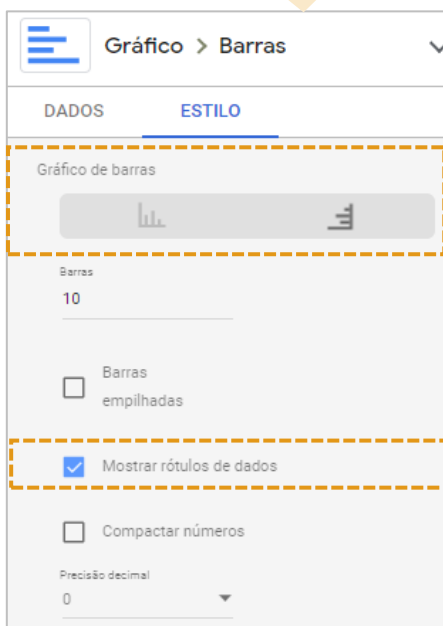 Gráfico > Barras
DADOS ESTILO
Gráfico de barras
Barras
10
Barras
empilhadas
Mostrar rótulos de dados
Compactar números
Precisão decimal
0